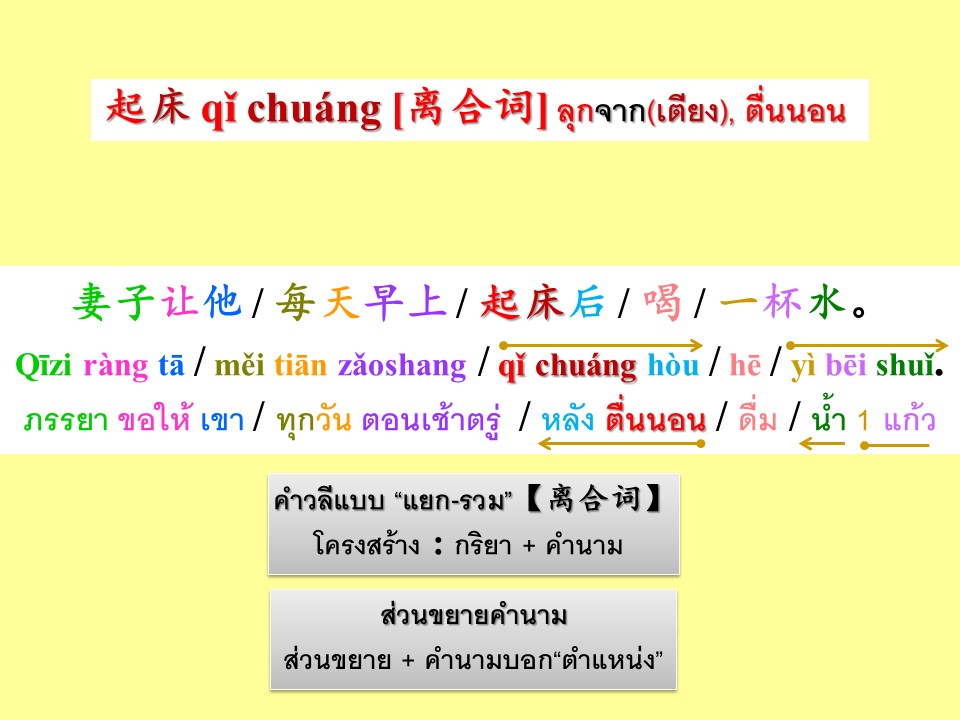 起床 qǐ chuáng [离合词] ลุกจาก(เตียง), ตื่นนอน
妻子让他 / 每天早上 / 起床后 / 喝 / 一杯水。
Qīzi ràng tā / měi tiān zǎoshang / qǐ chuáng hòu / hē / yì bēi shuǐ.
ภรรยา ขอให้ เขา / ทุกวัน ตอนเช้าตรู่ / หลัง ตื่นนอน / ดื่ม / น้ำ 1 แก้ว
คำวลีแบบ “แยก-รวม”【离合词】
โครงสร้าง : กริยา + คำนาม
ส่วนขยายคำนาม
ส่วนขยาย + คำนามบอก“ตำแหน่ง”